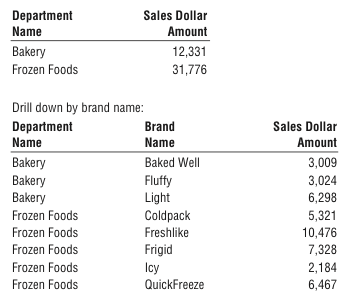 Department Sales Dollar
Name Amount
Bakery 12,331
Frozen Foods 31,776
Drill down by brand name:
Department Brand Sales Dollar
Name Name Amount
Bakery Baked Well 3,009
Bakery Fluffy 3,024
Bakery Light 6,298
Frozen Foods Coldpack 5,321
Frozen Foods Freshlike 10,476
Frozen Foods Frigid 7,328
Frozen Foods Icy 2,184
Frozen Foods QuickFreeze 6,467